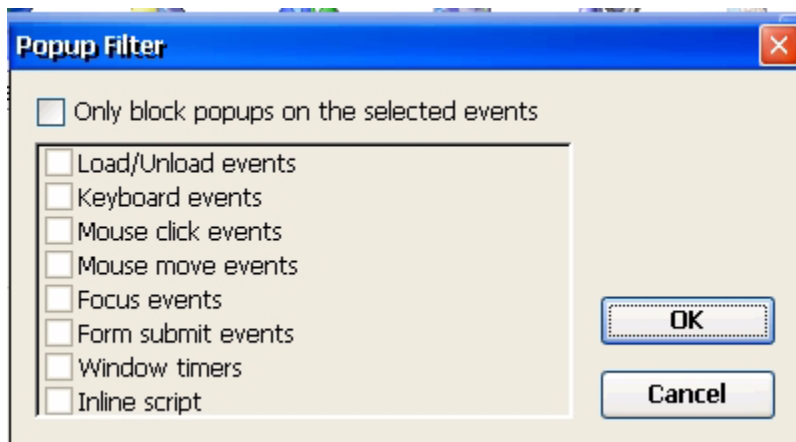 Popup Filter
Only block popups on the selected events
Load/Unload events
Keyboard events
Mouse click events
Mouse move events
Focus events
Form submit events
Window timers
Inline script
OK
Cancel